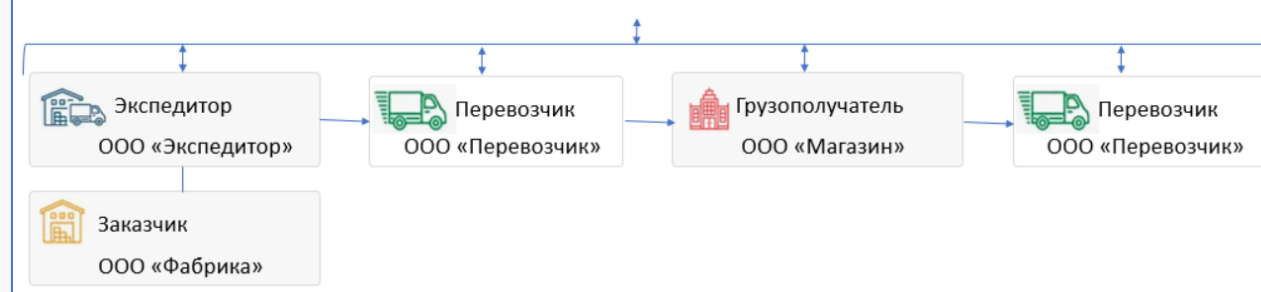 Экспедитор
ООО «Экспедитор»
Перевозчик
ООО «Перевозчик»
Грузополучатель
ООО «Магазин»
Перевозчик
ООО «Перевозчик»
Заказчик
ООО «Фабрика»